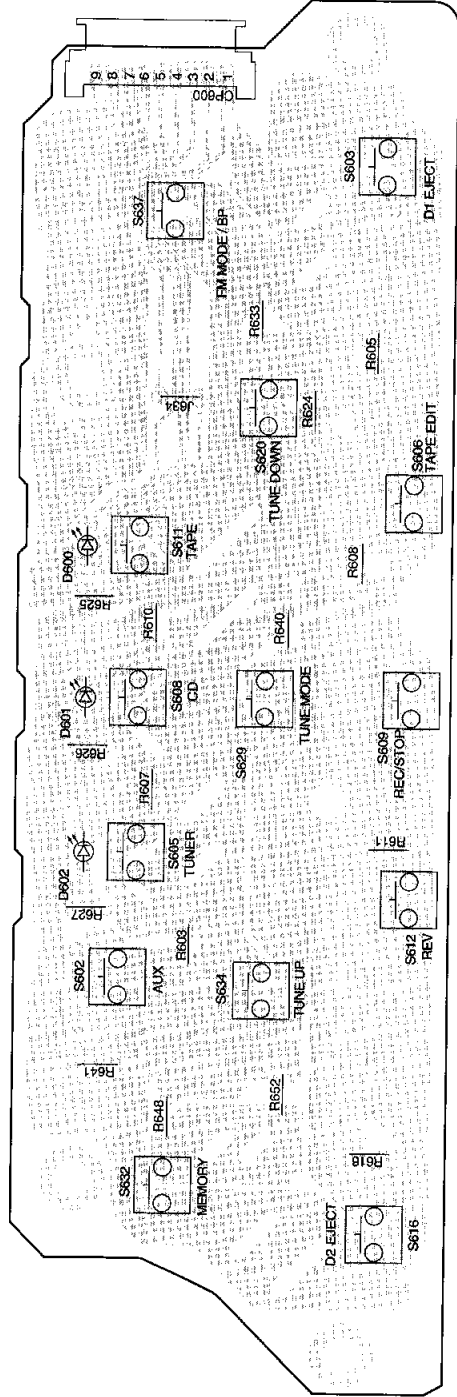 9
8
7
6
5
4
3
2
1
CP600
S637
FM MODE / BP
S603
D1 EJECT
R633
R605
J634
S620
TUNE DOWN
R624
S606
TAPE EDIT
D600
R625
S611
TAPE
R610
R608
R640
D601
R626
S608
CD
S629
TUNE MODE
S609
REC/STOP
R607
D602
R627
S605
TUNER
R611
S612
REV
R603
S602
AUX
S634
TUNE UP
R641
R648
R652
S632
MEMORY
R616
D2 EJECT
S616